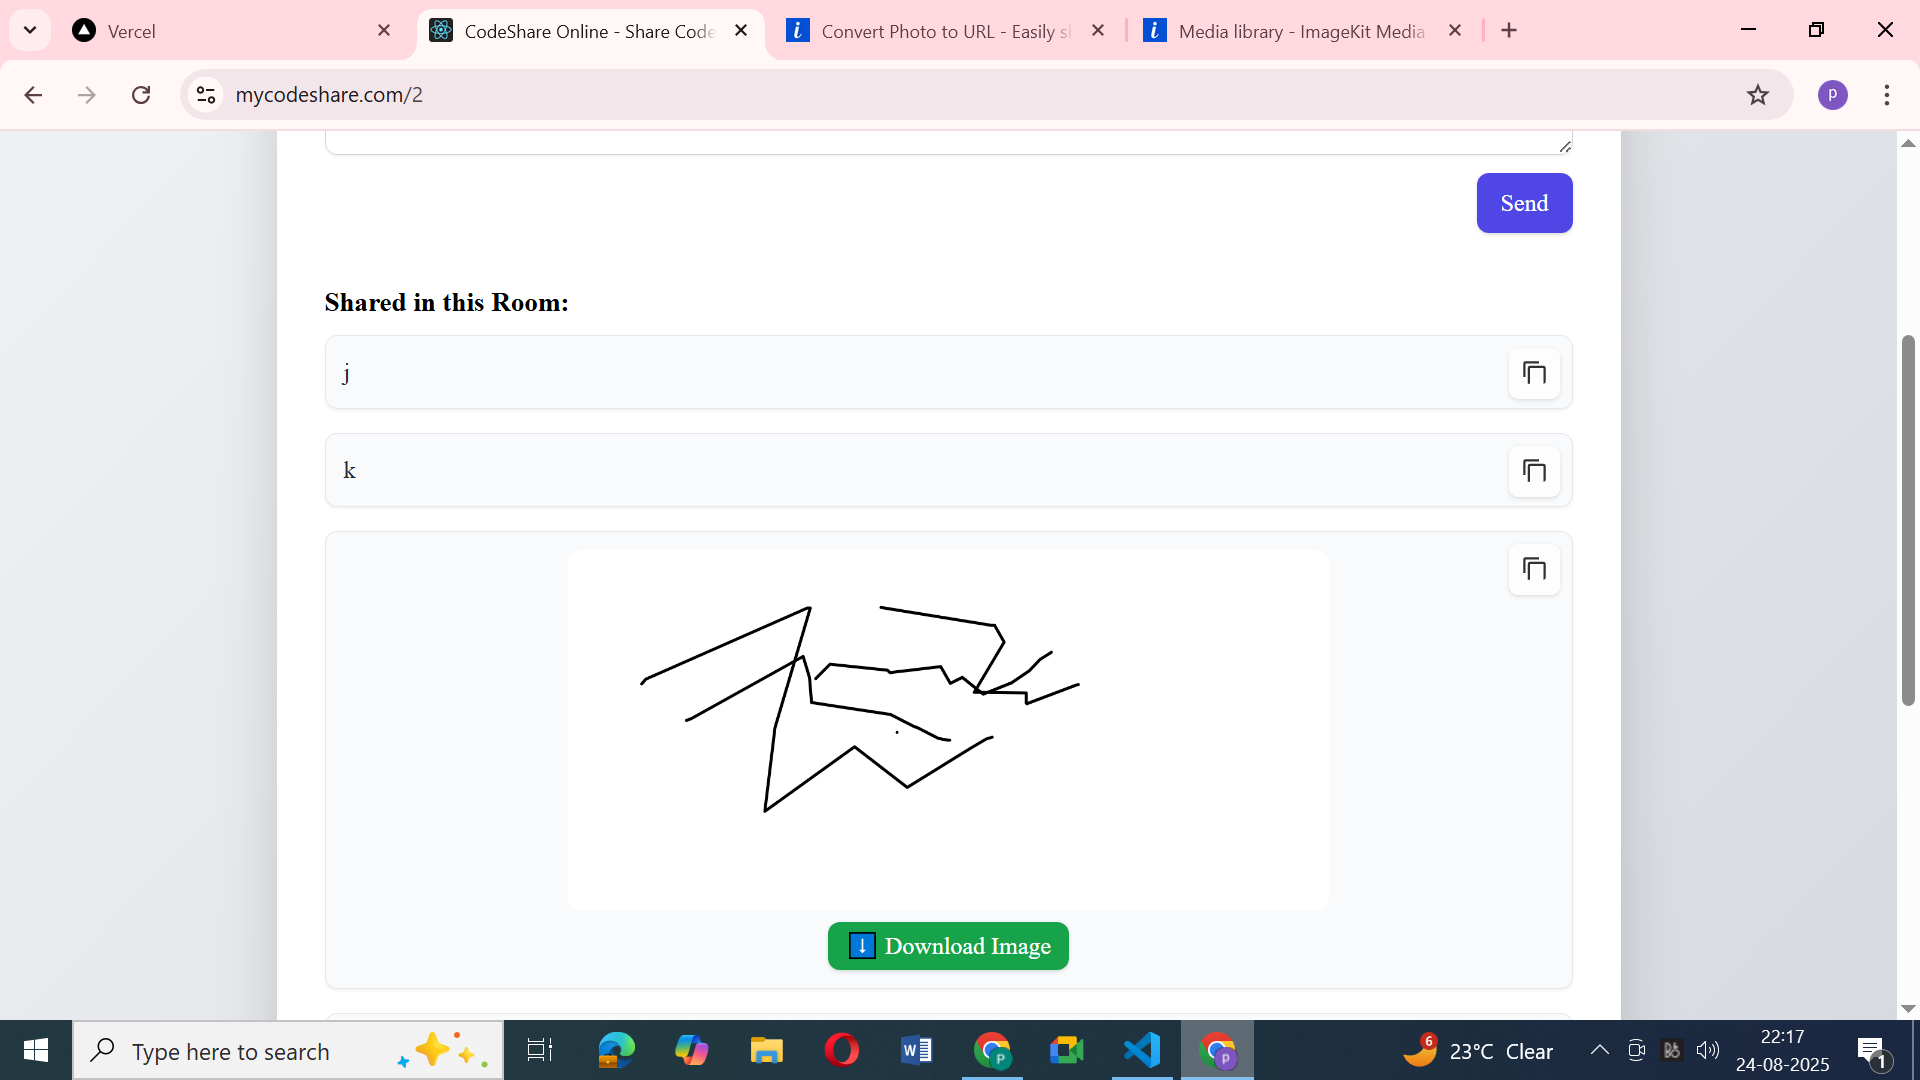 Vercel
CodeShare Online - Share Code
Convert Photo to URL - Easily s
Media library - ImageKit Media
mycodeshare.com/2
p
Send
Shared in this Room:
j
k
Download Image
Type here to search
W
P
p
6
23°C Clear
22:17
24-08-2025
1